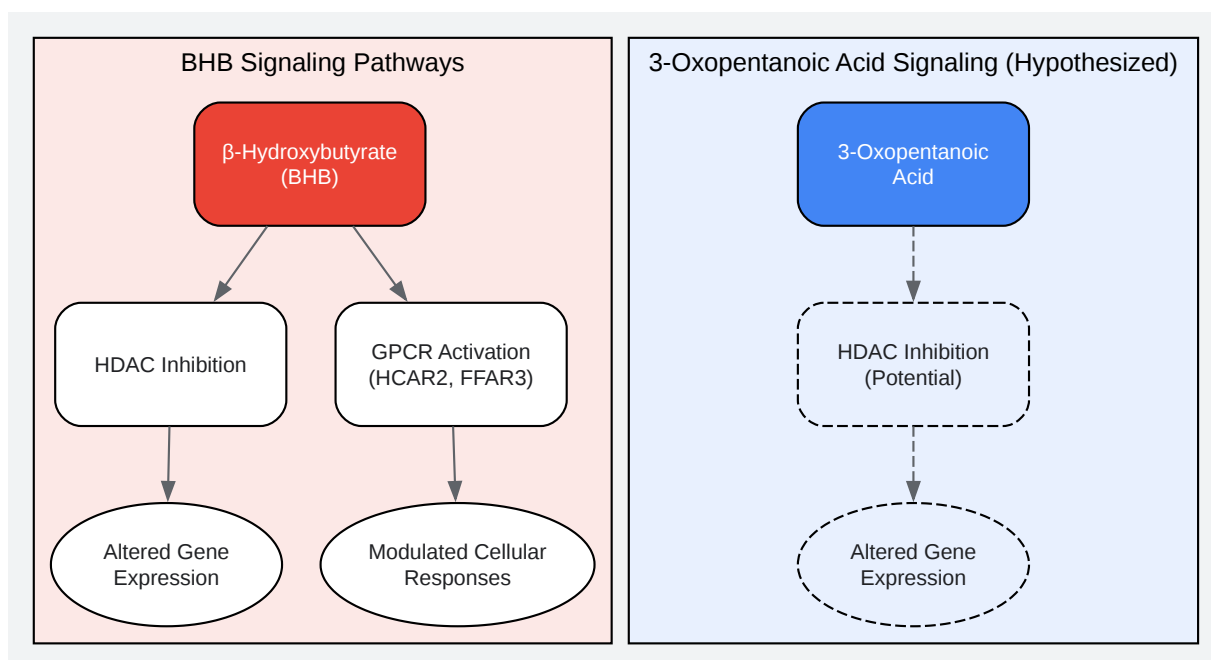 BHB Signaling Pathways
β-Hydroxybutyrate
(BHB)
HDAC Inhibition
GPCR Activation
(HCAR2, FFAR3)
Altered Gene
Expression
Modulated Cellular
Responses
3-Oxopentanoic Acid Signaling (Hypothesized)
3-Oxopentanoic
Acid
HDAC Inhibition
(Potential)
Altered Gene
Expression